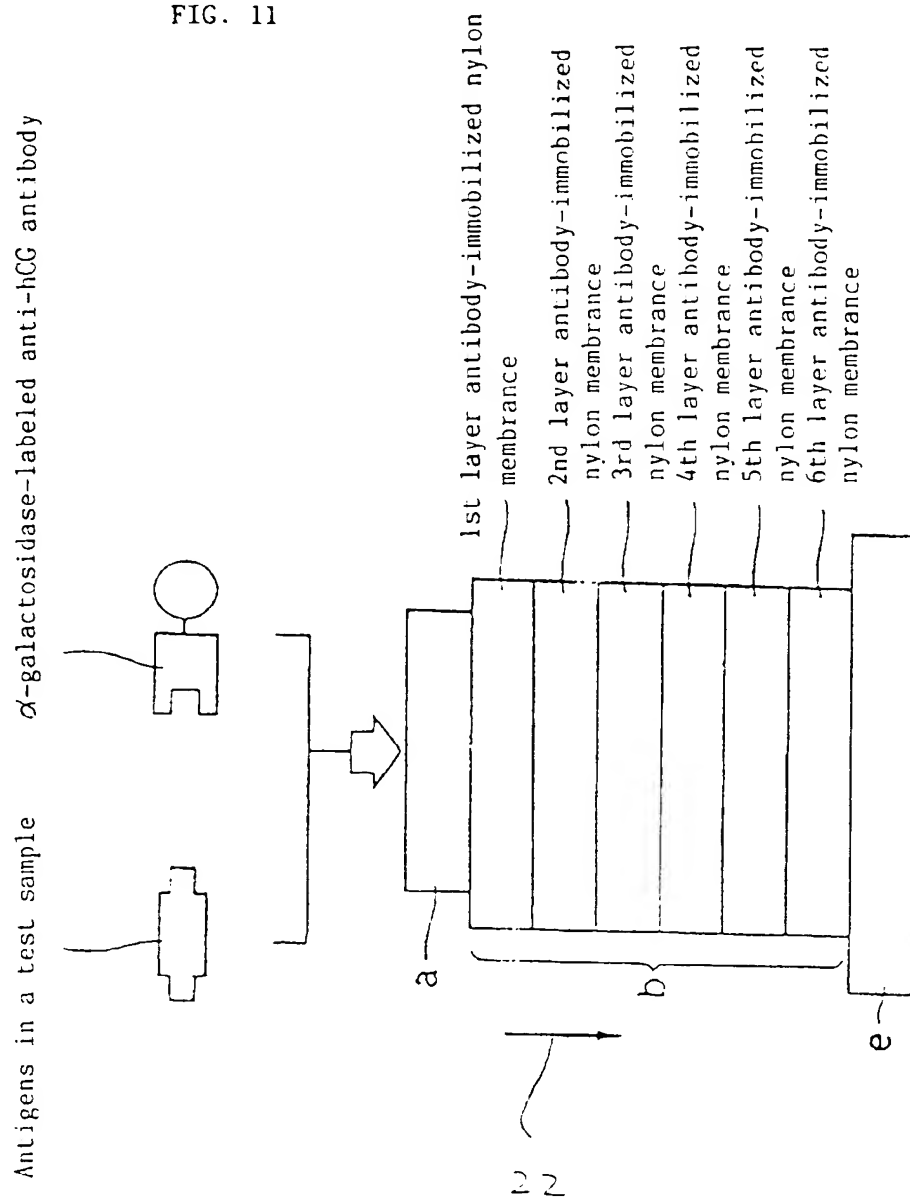 FIG. 11
Antigens in a test sample
α-galactosidase-labeled anti-hCG antibody
a
1st layer antibody-immobilized nylon
membrance
2nd layer antibody-immobilized
nylon membrance
3rd layer antibody-immobilized
nylon membrance
4th layer antibody-immobilized
nylon membrance
5th layer antibody-immobilized
nylon membrance
6th layer antibody-immobilized
nylon membrance
b
22
e